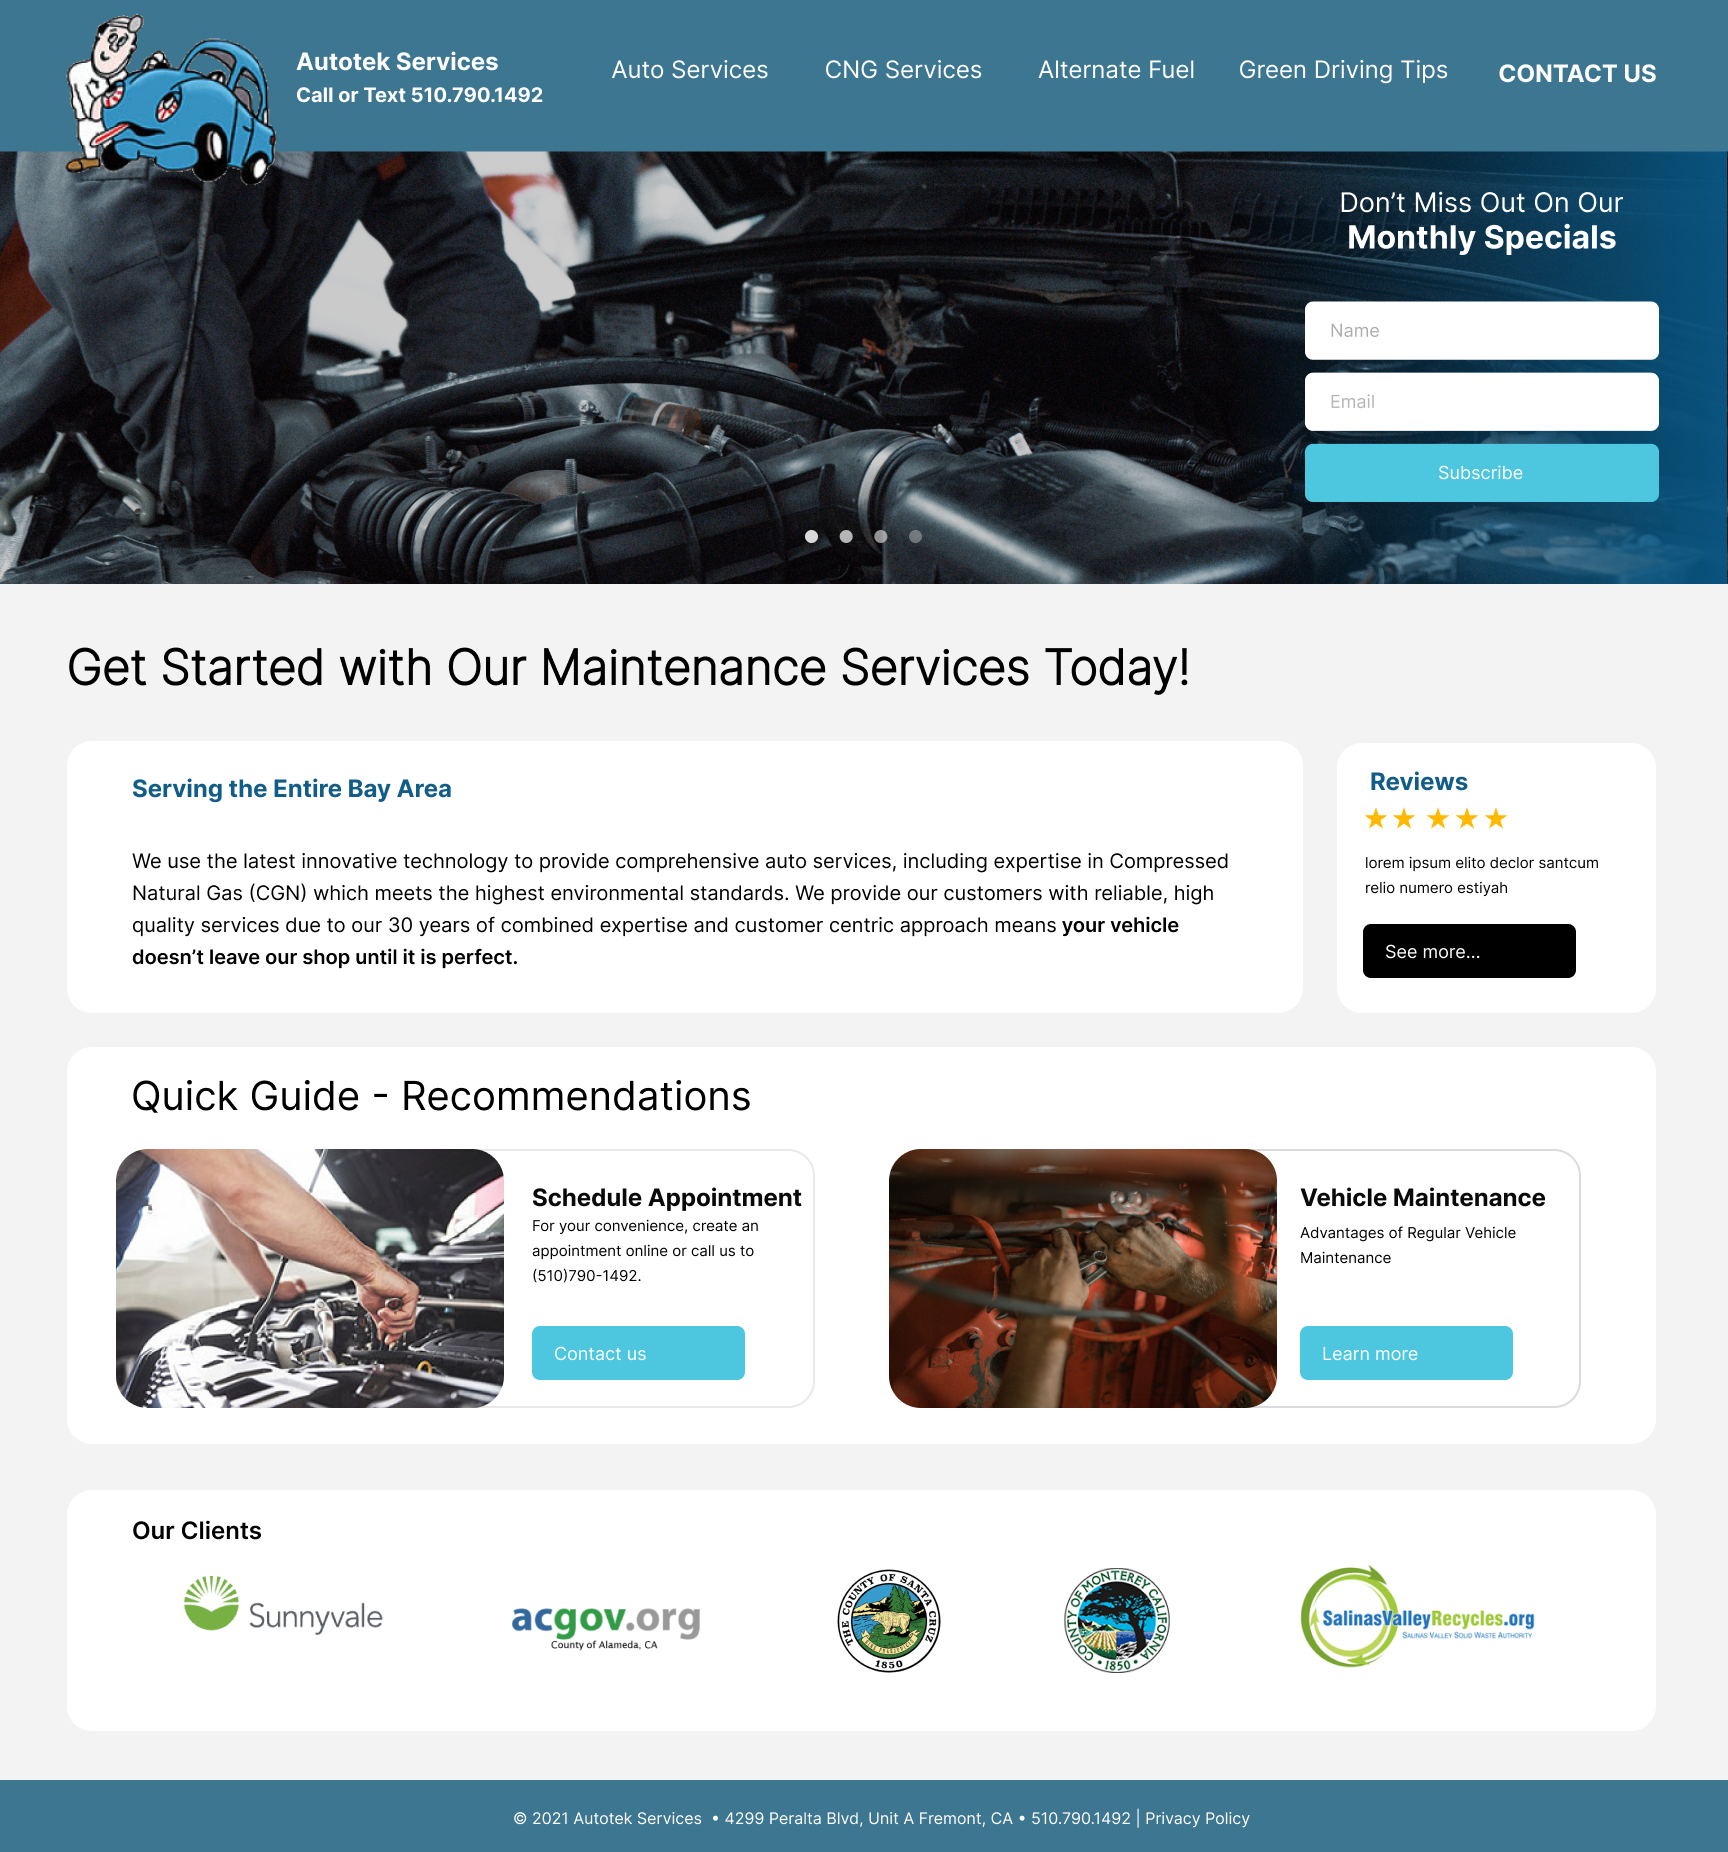 Autotek Services
Call or Text 510.790.1492
Auto Services
CNG Services
Alternate Fuel
Green Driving Tips
CONTACT US
Don’t Miss Out On Our
Monthly Specials
Name
Email
Subscribe
Get Started with Our Maintenance Services Today!
Serving the Entire Bay Area
We use the latest innovative technology to provide comprehensive auto services, including expertise in Compressed
Natural Gas (CGN) which meets the highest environmental standards. We provide our customers with reliable, high
quality services due to our 30 years of combined expertise and customer centric approach means your vehicle
doesn’t leave our shop until it is perfect.
Reviews
lorem ipsum elito declor santcum
relio numero estiyah
See more...
Quick Guide - Recommendations
Schedule Appointment
For your convenience, create an
appointment online or call us to
(510)790-1492.
Contact us
Vehicle Maintenance
Advantages of Regular Vehicle
Maintenance
Learn more
Our Clients
Sunnyvale
acgov.org
County of Alameda, CA
THE COUNTY OF SANTA CRUZ
1850
COUNTY OF MONTEREY CALIFORNIA
• 1850 •
SalinasValleyRecycles.org
SALINAS VALLEY SOLID WASTE AUTHORITY
© 2021 Autotek Services • 4299 Peralta Blvd, Unit A Fremont, CA • 510.790.1492 | Privacy Policy